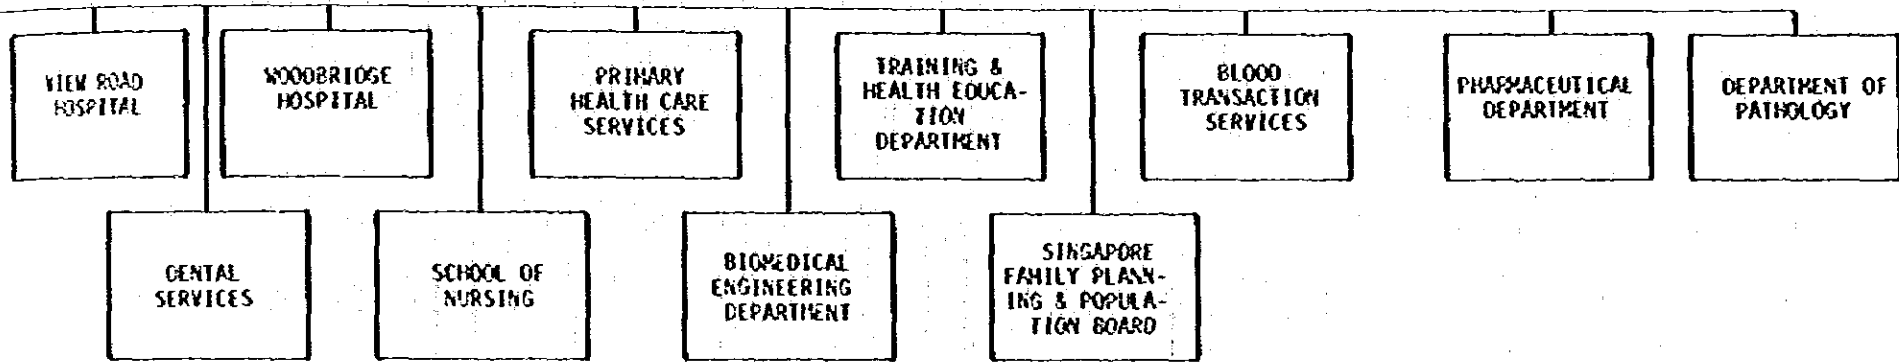 VIEW ROAD
HOSPITAL
WOODBRIDGE
HOSPITAL
PRIMARY
HEALTH CARE
SERVICES
TRAINING &
HEALTH EDUCA-
TION
DEPARTMENT
BLOOD
TRANSACTION
SERVICES
PHARMACEUTICAL
DEPARTMENT
DEPARTMENT OF
PATHOLOGY
DENTAL
SERVICES
SCHOOL OF
NURSING
BIOMEDICAL
ENGINEERING
DEPARTMENT
SINGAPORE
FAMILY PLANN-
ING & POPULA-
TION BOARD